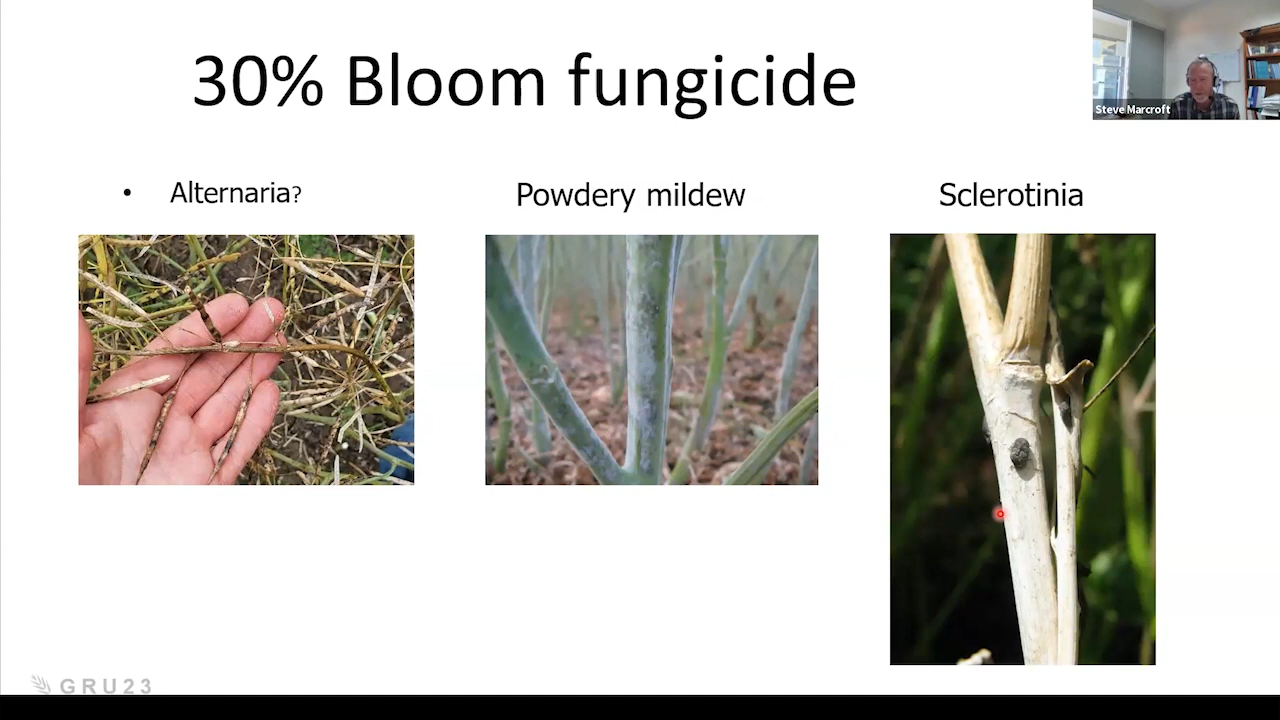 30% Bloom fungicide
Steve Marcroft
• Alternaria?
Powdery mildew
Sclerotinia
GRU23